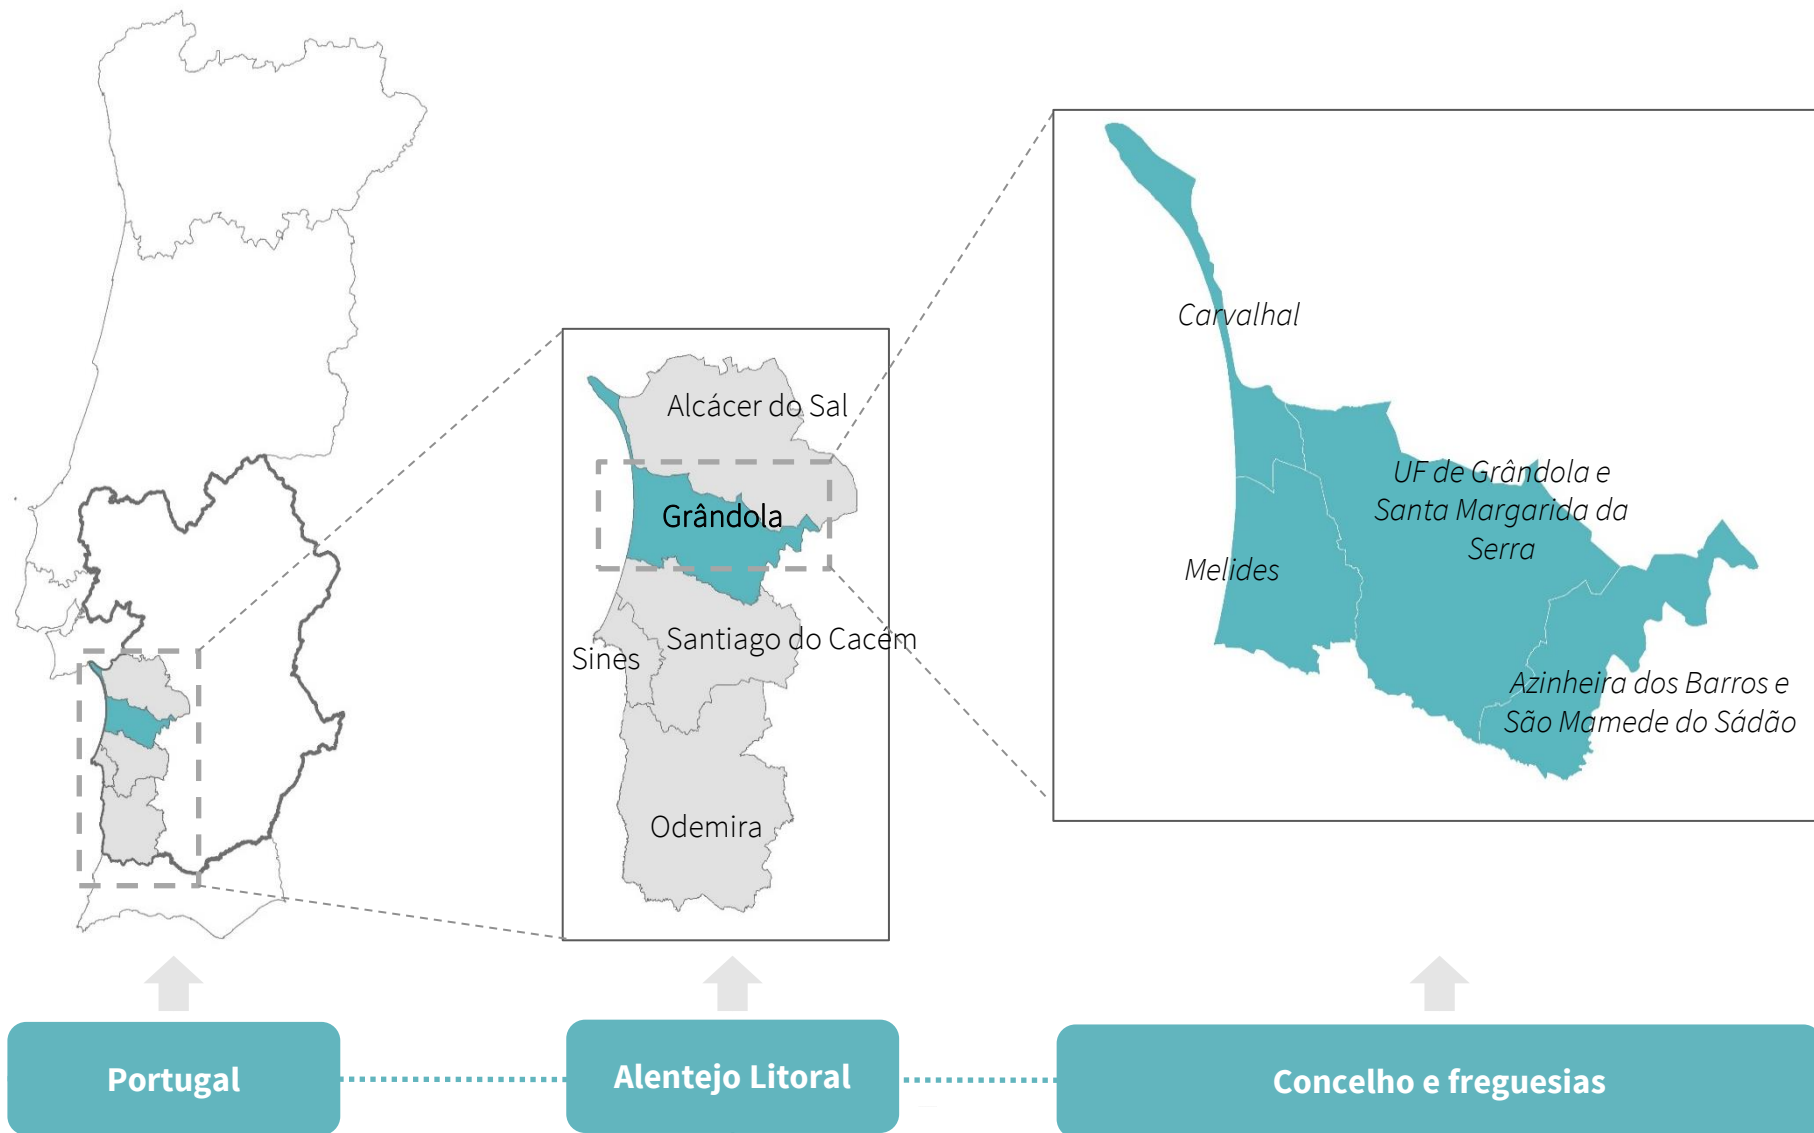 Carvalhal
UF de Grândola e
Santa Margarida da
Serra
Melides
Azinheira dos Barros e
São Mamede do Sádão
Alcácer do Sal
Grândola
Santiago do Cacém
Sines
Odemira
Portugal
Alentejo Litoral
Concelho e freguesias